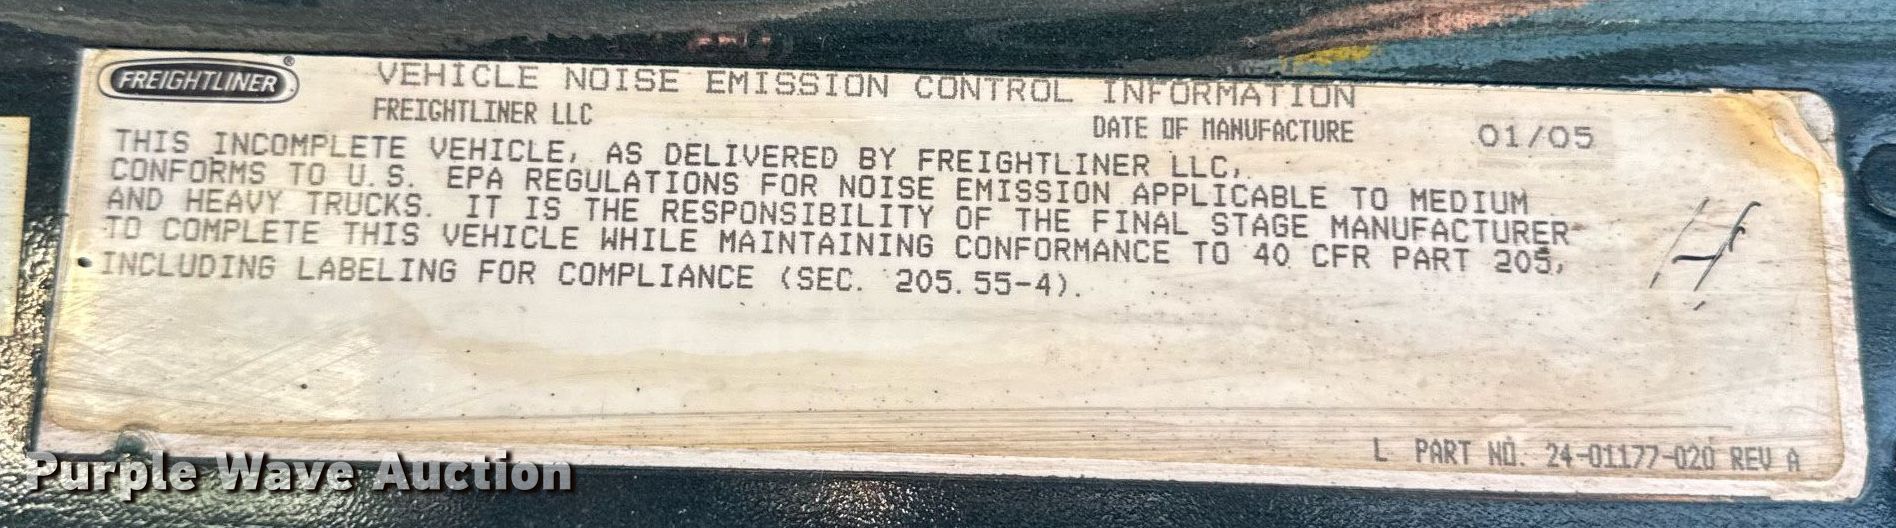 FREIGHTLINER®
VEHICLE NOISE EMISSION CONTROL INFORMATION
FREIGHTLINER LLC
DATE OF MANUFACTURE 01/05
THIS INCOMPLETE VEHICLE, AS DELIVERED BY FREIGHTLINER LLC,
CONFORMS TO U.S. EPA REGULATIONS FOR NOISE EMISSION APPLICABLE TO MEDIUM
AND HEAVY TRUCKS. IT IS THE RESPONSIBILITY OF THE FINAL STAGE MANUFACTURER
TO COMPLETE THIS VEHICLE WHILE MAINTAINING CONFORMANCE TO 40 CFR PART 205,
INCLUDING LABELING FOR COMPLIANCE (SEC. 205.55-4).
L PART NO. 24-01177-020 REV A
Purple Wave Auction